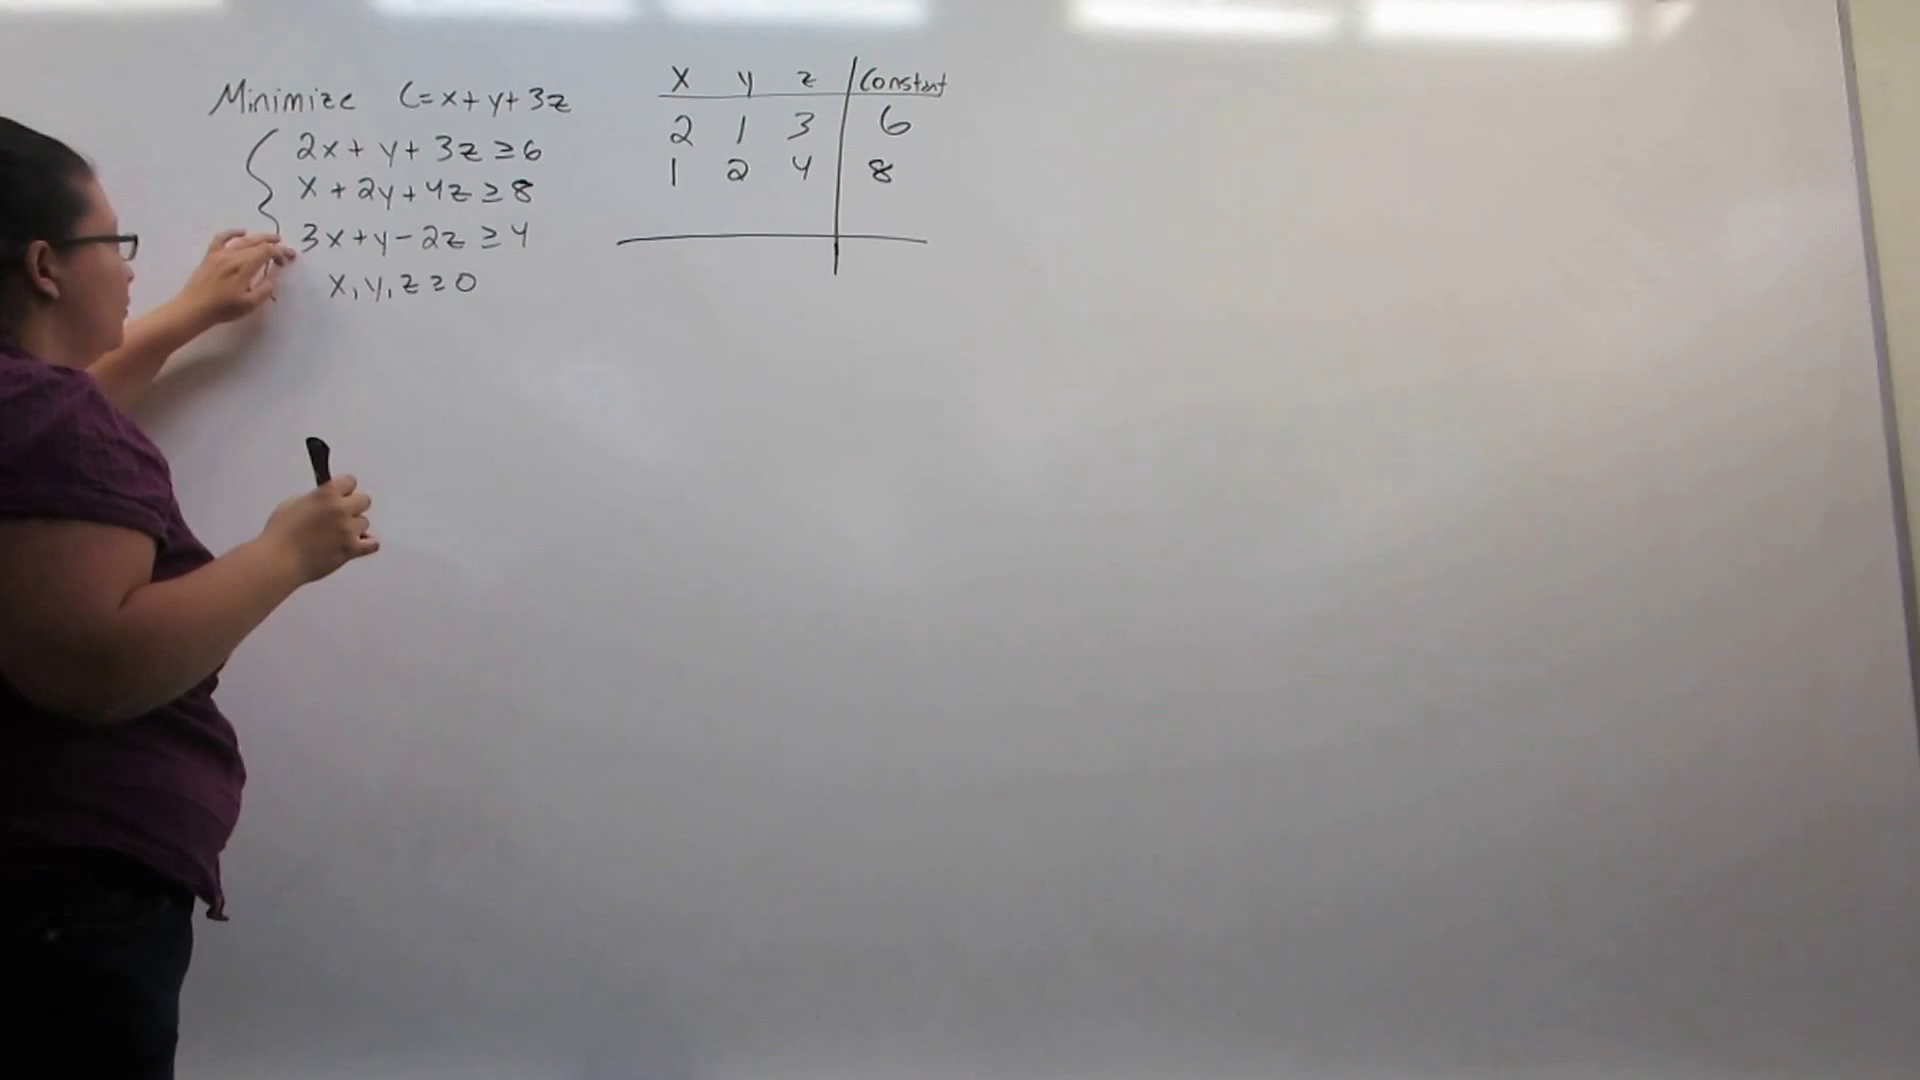 Minimize C=x+y+3z
2x+y+3z≥6
x+2y+4z≥8
3x+y-2z≥4
x,y,z≥0
x y z Constant
2 1 3 6
1 2 4 8